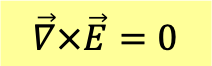 ∇⃗×E⃗ = 0